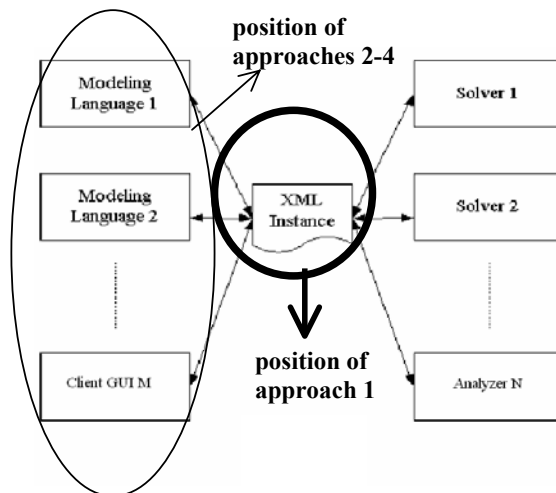 position of
approaches 2-4
Modeling
Language 1
Solver 1
XML
Instance
Modeling
Language 2
Solver 2
position of
approach 1
Client GUI M
Analyzer N